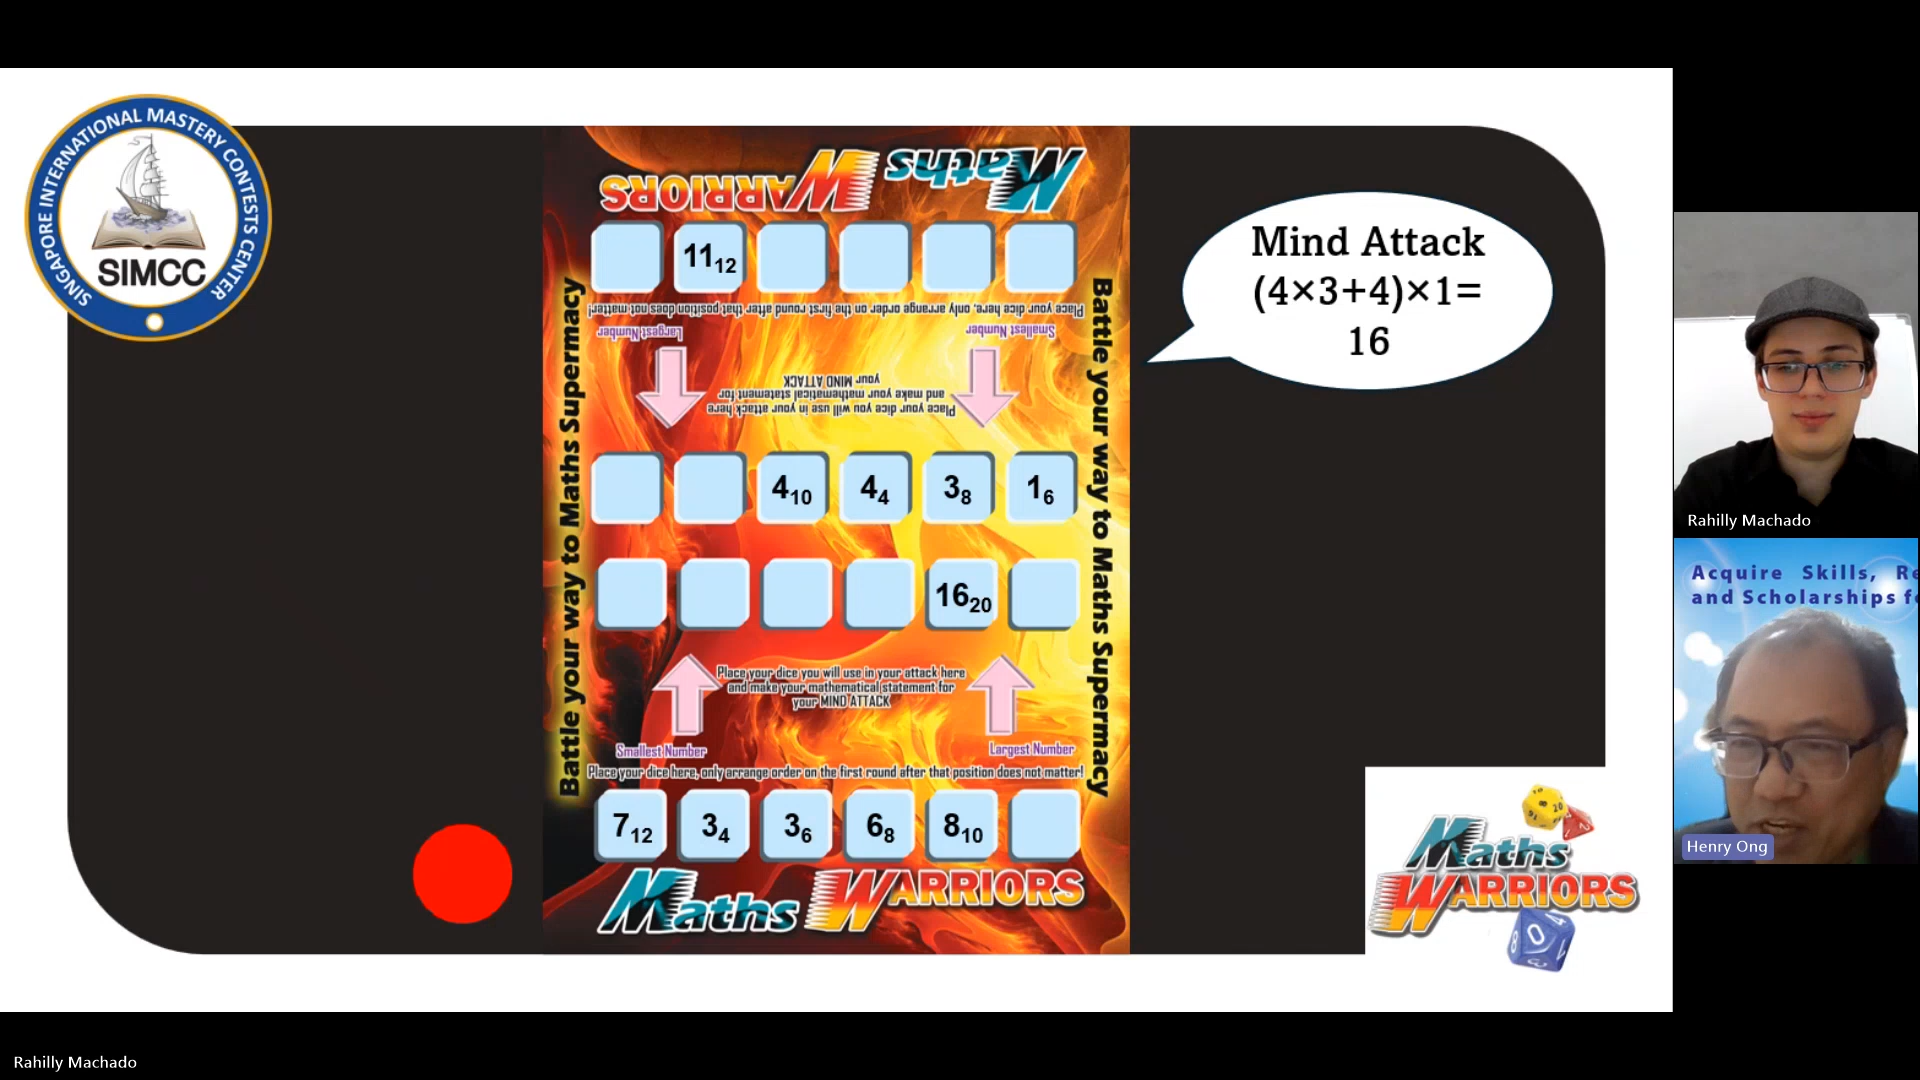 SINGAPORE INTERNATIONAL MASTERY CONTESTS CENTER
SIMCC
Maths WARRIORS
11₁₂
Place your dice here, only arrange order on the first round after that position does not matter!
Largest Number
Smallest Number
Place your dice you will use in your attack here
and make your mathematical statement for
your MIND ATTACK
Battle your way to Maths Supermacy
Battle your way to Maths Supermacy
4₁₀ 4₄ 3₈ 1₆
16₂₀
Place your dice you will use in your attack here
and make your mathematical statement for
your MIND ATTACK
Smallest Number
Largest Number
Place your dice here, only arrange order on the first round after that position does not matter!
7₁₂ 3₄ 3₆ 6₈ 8₁₀
Maths WARRIORS
Mind Attack
(4×3+4)×1=
16
Maths
WARRIORS
Rahilly Machado
Acquire Skills, Re
and Scholarships f
Henry Ong
Rahilly Machado